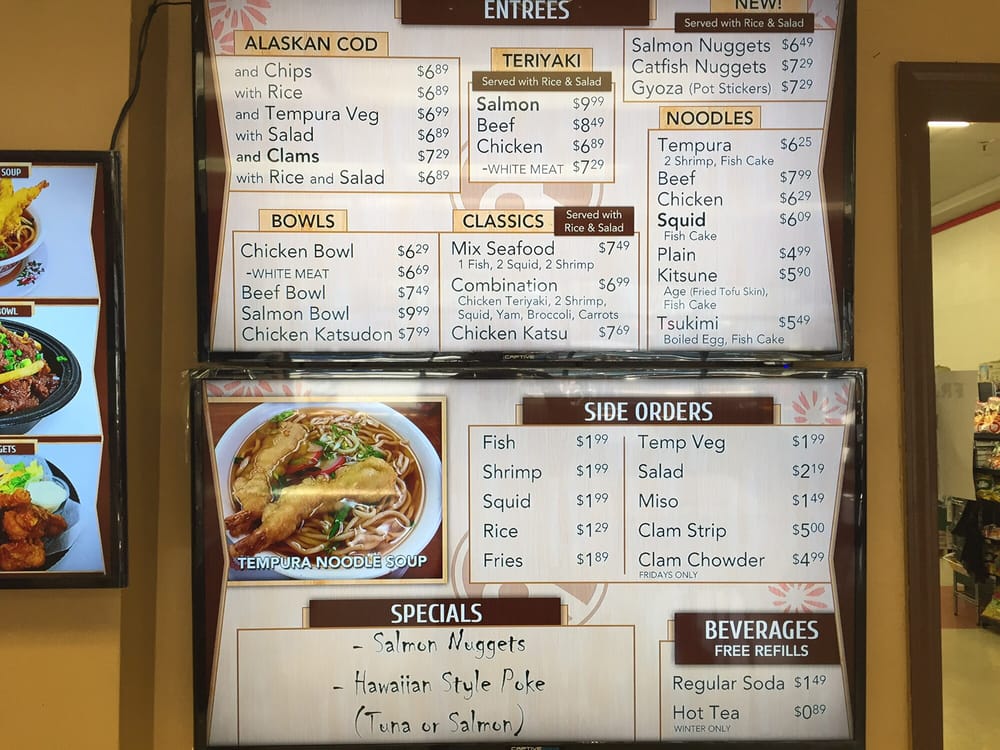 SOUP
BOWL
GETS
ENTREES
ALASKAN COD
and Chips $6.89
with Rice $6.89
and Tempura Veg $6.99
with Salad $6.89
and Clams $7.29
with Rice and Salad $6.89
TERIYAKI
Served with Rice & Salad
Salmon $9.99
Beef $8.49
Chicken $6.89
-WHITE MEAT $7.29
NEW!
Served with Rice & Salad
Salmon Nuggets $6.49
Catfish Nuggets $7.29
Gyoza (Pot Stickers) $7.29
NOODLES
Tempura $6.25
2 Shrimp, Fish Cake
Beef $7.99
Chicken $6.29
Squid $6.09
Fish Cake
Plain $4.99
Kitsune $5.90
Age (Fried Tofu Skin),
Fish Cake
Tsukimi $5.49
Boiled Egg, Fish Cake
BOWLS
Chicken Bowl $6.29
-WHITE MEAT $6.69
Beef Bowl $7.49
Salmon Bowl $9.99
Chicken Katsudon $7.99
CLASSICS
Served with
Rice & Salad
Mix Seafood $7.49
1 Fish, 2 Squid, 2 Shrimp
Combination $6.99
Chicken Teriyaki, 2 Shrimp,
Squid, Yam, Broccoli, Carrots
Chicken Katsu $7.69
CAPTIVE
TEMPURA NOODLE SOUP
SIDE ORDERS
Fish $1.99
Shrimp $1.99
Squid $1.99
Rice $1.29
Fries $1.89
Temp Veg $1.99
Salad $2.19
Miso $1.49
Clam Strip $5.00
Clam Chowder $4.99
FRIDAYS ONLY
SPECIALS
- Salmon Nuggets
- Hawaiian Style Poke
(Tuna or Salmon)
BEVERAGES
FREE REFILLS
Regular Soda $1.49
Hot Tea $0.89
WINTER ONLY
CAPTIVE